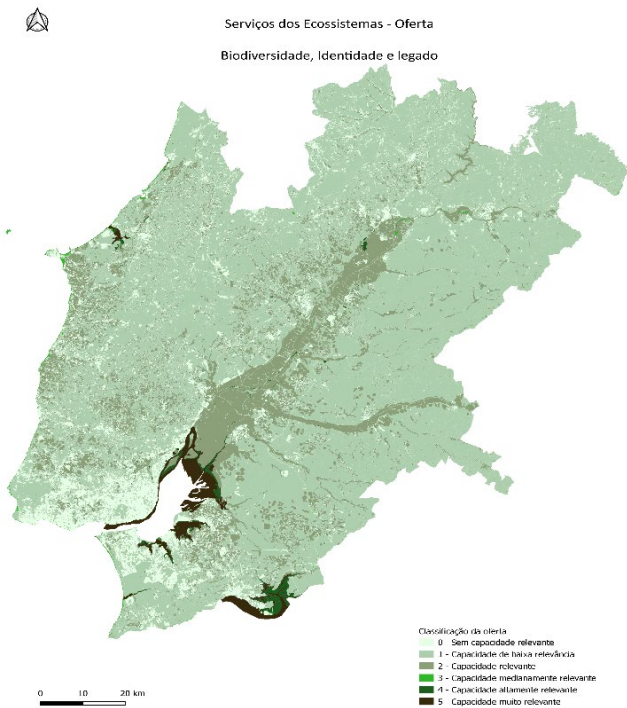 Serviços dos Ecossistemas - Oferta
Biodiversidade, Identidade e legado
Classificação da oferta
0 - Sem capacidade relevante
1 - Capacidade de baixa relevância
2 - Capacidade relevante
3 - Capacidade medianamente relevante
4 - Capacidade altamente relevante
5 - Capacidade muito relevante
0 10 20 km